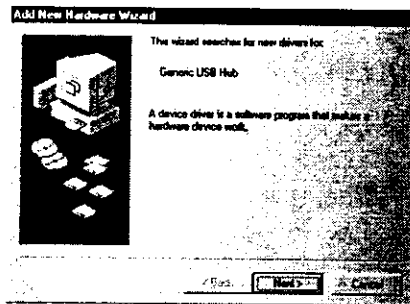 Add New Hardware Wizard
This wizard searches for new drivers for:
Generic USB Hub
A device driver is a software program that makes a
hardware device work.
< Back
Next >
Cancel